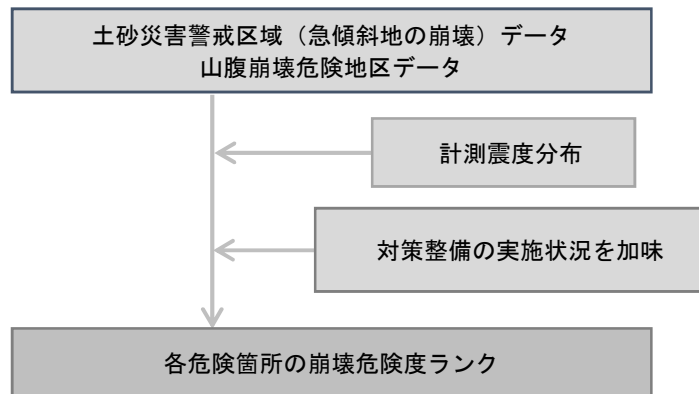 土砂災害警戒区域（急傾斜地の崩壊）データ
山腹崩壊危険地区データ
計測震度分布
対策整備の実施状況を加味
各危険箇所の崩壊危険度ランク